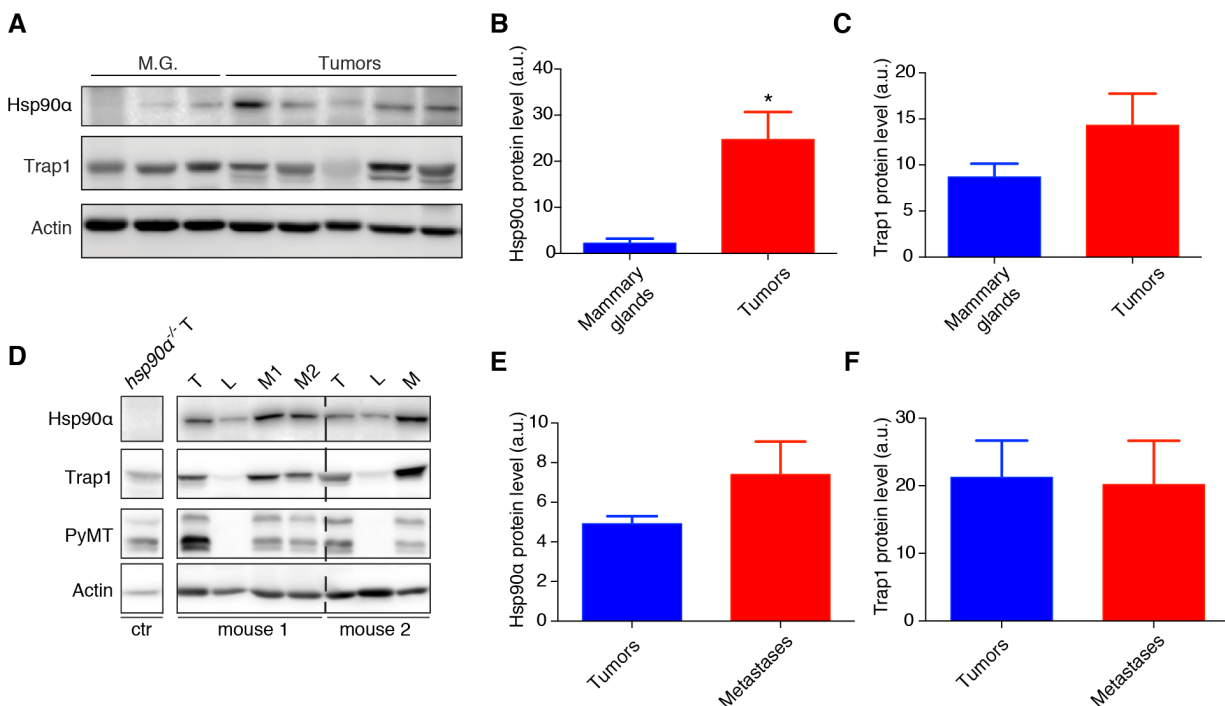 A
M.G. Tumors
Hsp90α
Trap1
Actin
B
Hsp90α protein level (a.u.)
40
30
20
10
0
*
Mammary
glands
Tumors
C
Trap1 protein level (a.u.)
20
15
10
5
0
Mammary
glands
Tumors
D
hsp90α-/- T
T L M1 M2 T L M
Hsp90α
Trap1
PyMT
Actin
ctr mouse 1 mouse 2
E
Hsp90α protein level (a.u.)
10
8
6
4
2
0
Tumors
Metastases
F
Trap1 protein level (a.u.)
30
20
10
0
Tumors
Metastases